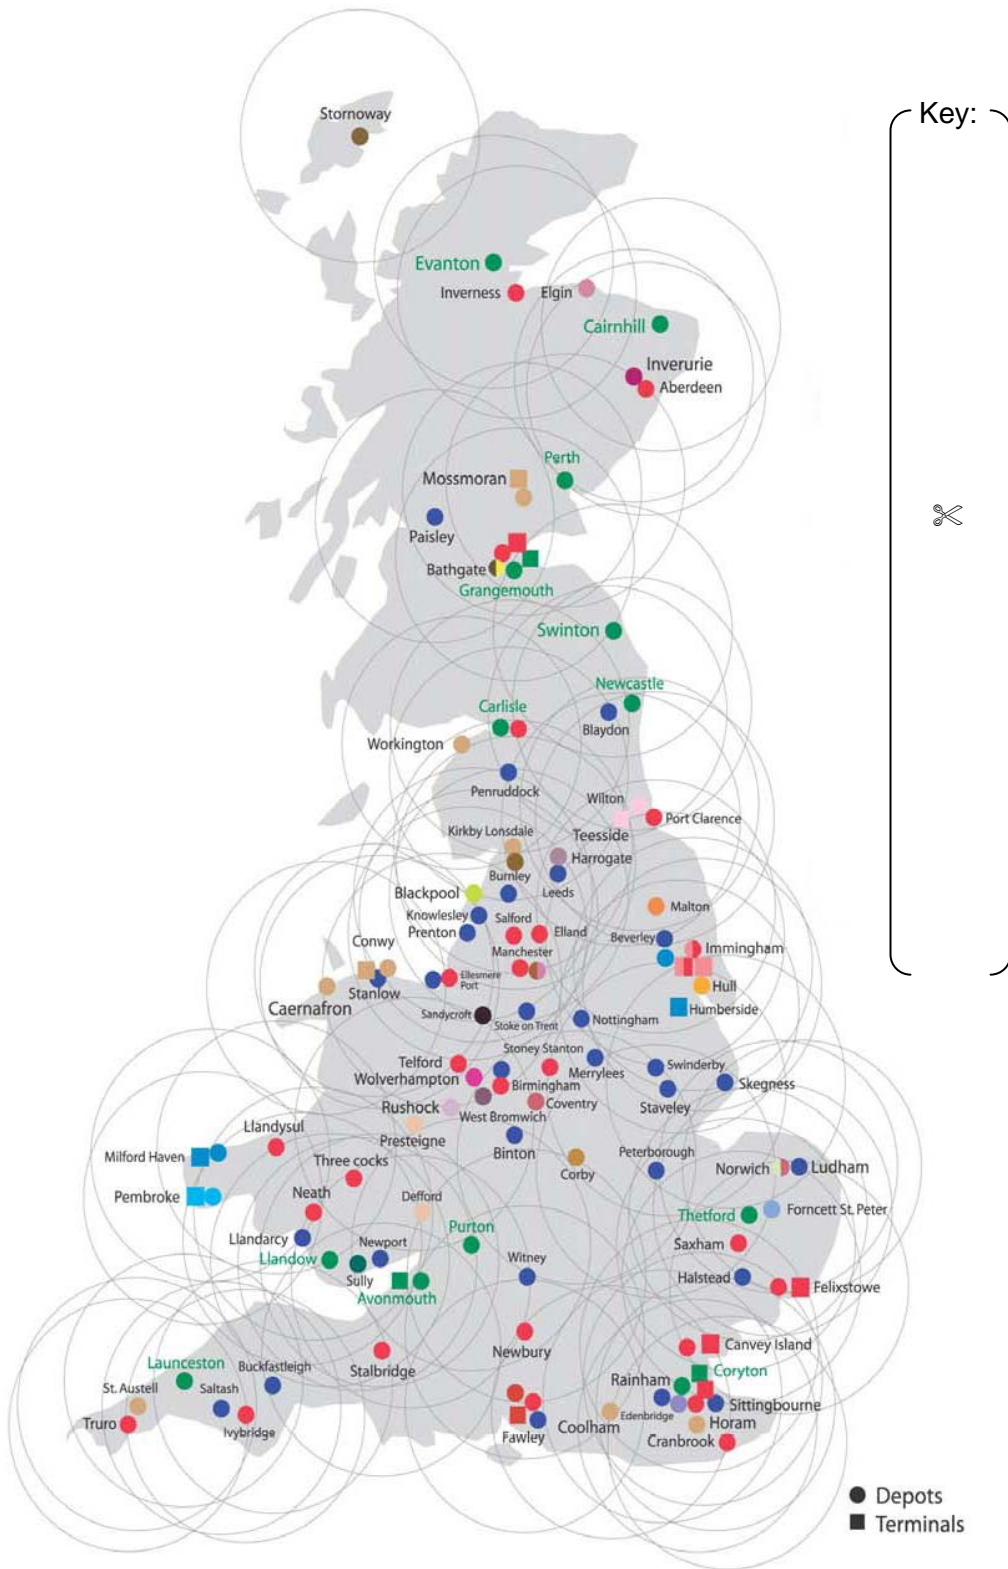 Key:
Stornoway
Evanton
Inverness
Elgin
Cairnhill
Inverurie
Aberdeen
Perth
Mossmoran
Paisley
Bathgate
Grangemouth
Swinton
Newcastle
Carlisle
Blaydon
Workington
Penruddock
Wilton
Port Clarence
Teesside
Kirkby Lonsdale
Harrogate
Burnley
Leeds
Blackpool
Malton
Knowlesley
Salford
Prenton
Elland
Beverley
Conwy
Manchester
Immingham
Ellesmere
Port
Stanlow
Hull
Caernafron
Humberside
Sandycroft
Stoke on Trent
Nottingham
Stoney Stanton
Telford
Merrylees
Swinderby
Wolverhampton
Birmingham
Skegness
Staveley
Rushock
West Bromwich
Coventry
Llandysul
Presteigne
Binton
Milford Haven
Three cocks
Corby
Peterborough
Norwich
Ludham
Pembroke
Neath
Defford
Forncett St. Peter
Thetford
Purton
Llandarcy
Newport
Saxham
Llandow
Witney
Sully
Halstead
Felixstowe
Avonmouth
Canvey Island
Newbury
Stalbridge
Coryton
Launceston
Buckfastleigh
Rainham
St. Austell
Saltash
Edenbridge
Sittingbourne
Truro
Ivybridge
Fawley
Coolham
Horam
Cranbrook
Depots
Terminals